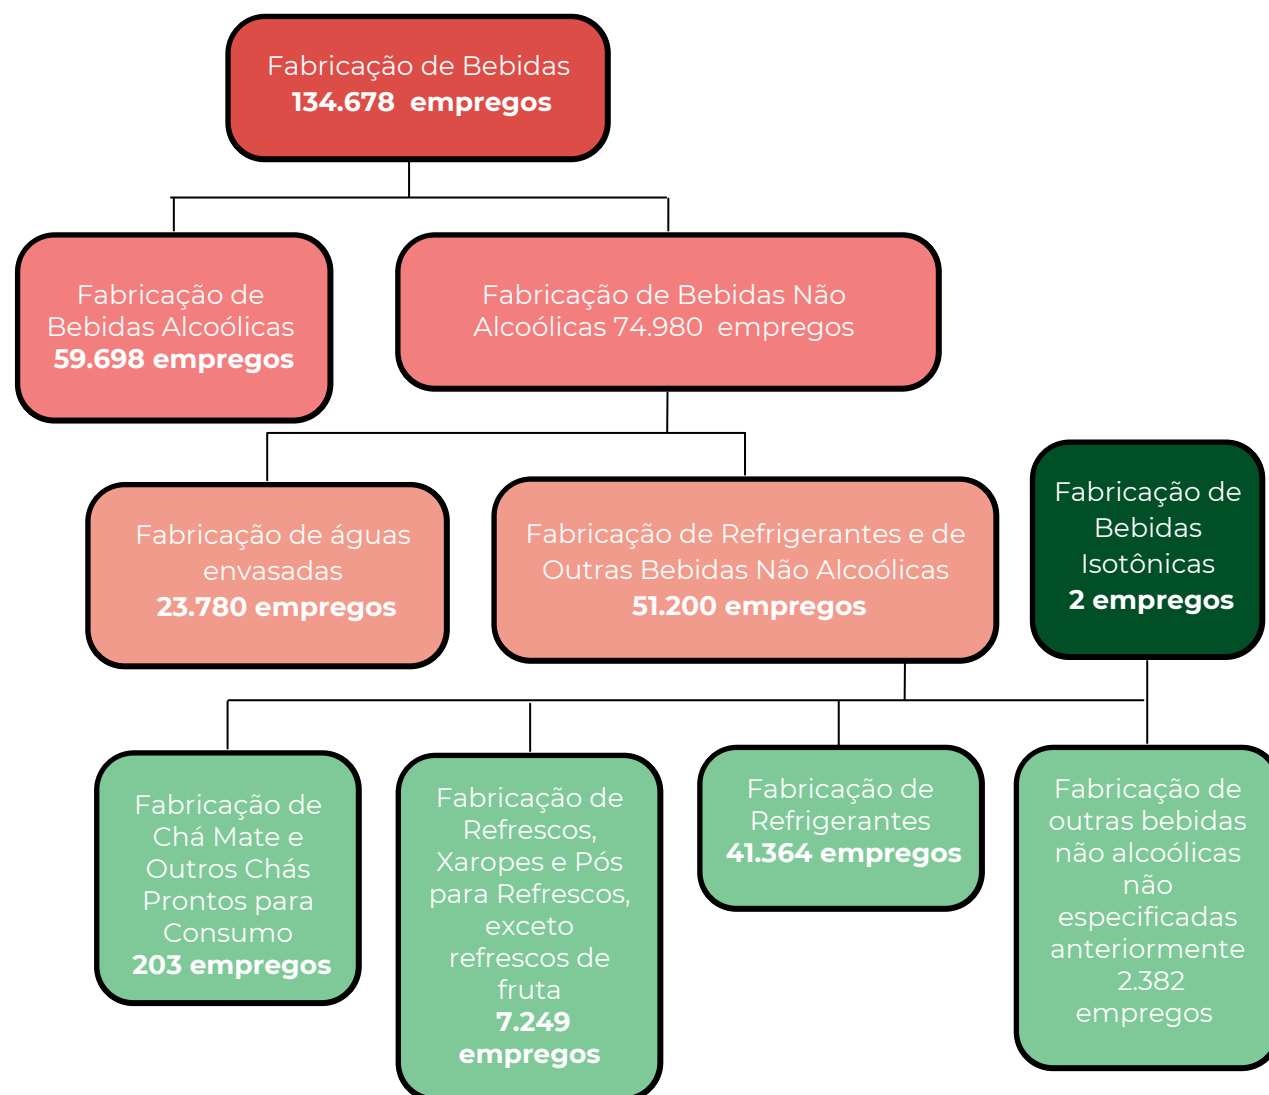 Fabricação de Bebidas
134.678 empregos
Fabricação de
Bebidas Alcoólicas
59.698 empregos
Fabricação de Bebidas Não
Alcoólicas 74.980 empregos
Fabricação de águas
envasadas
23.780 empregos
Fabricação de Refrigerantes e de
Outras Bebidas Não Alcoólicas
51.200 empregos
Fabricação de
Bebidas
Isotônicas
2 empregos
Fabricação de
Chá Mate e
Outros Chás
Prontos para
Consumo
203 empregos
Fabricação de
Refrescos,
Xaropes e Pós
para Refrescos,
exceto
refrescos de
fruta
7.249
empregos
Fabricação de
Refrigerantes
41.364 empregos
Fabricação de
outras bebidas
não alcoólicas
não
especificadas
anteriormente
2.382
empregos